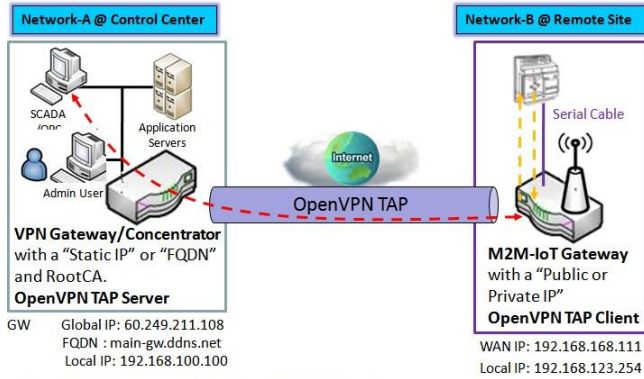 Network-A @ Control Center
Network-B @ Remote Site
SCADA
Application
Servers
Admin User
Internet
Serial Cable
OpenVPN TAP
VPN Gateway/Concentrator
with a “Static IP” or “FQDN”
and RootCA.
OpenVPN TAP Server
M2M-IoT Gateway
with a “Public or
Private IP”
OpenVPN TAP Client
GW Global IP: 60.249.211.108
FQDN : main-gw.ddns.net
Local IP: 192.168.100.100
WAN IP: 192.168.168.111
Local IP: 192.168.123.254